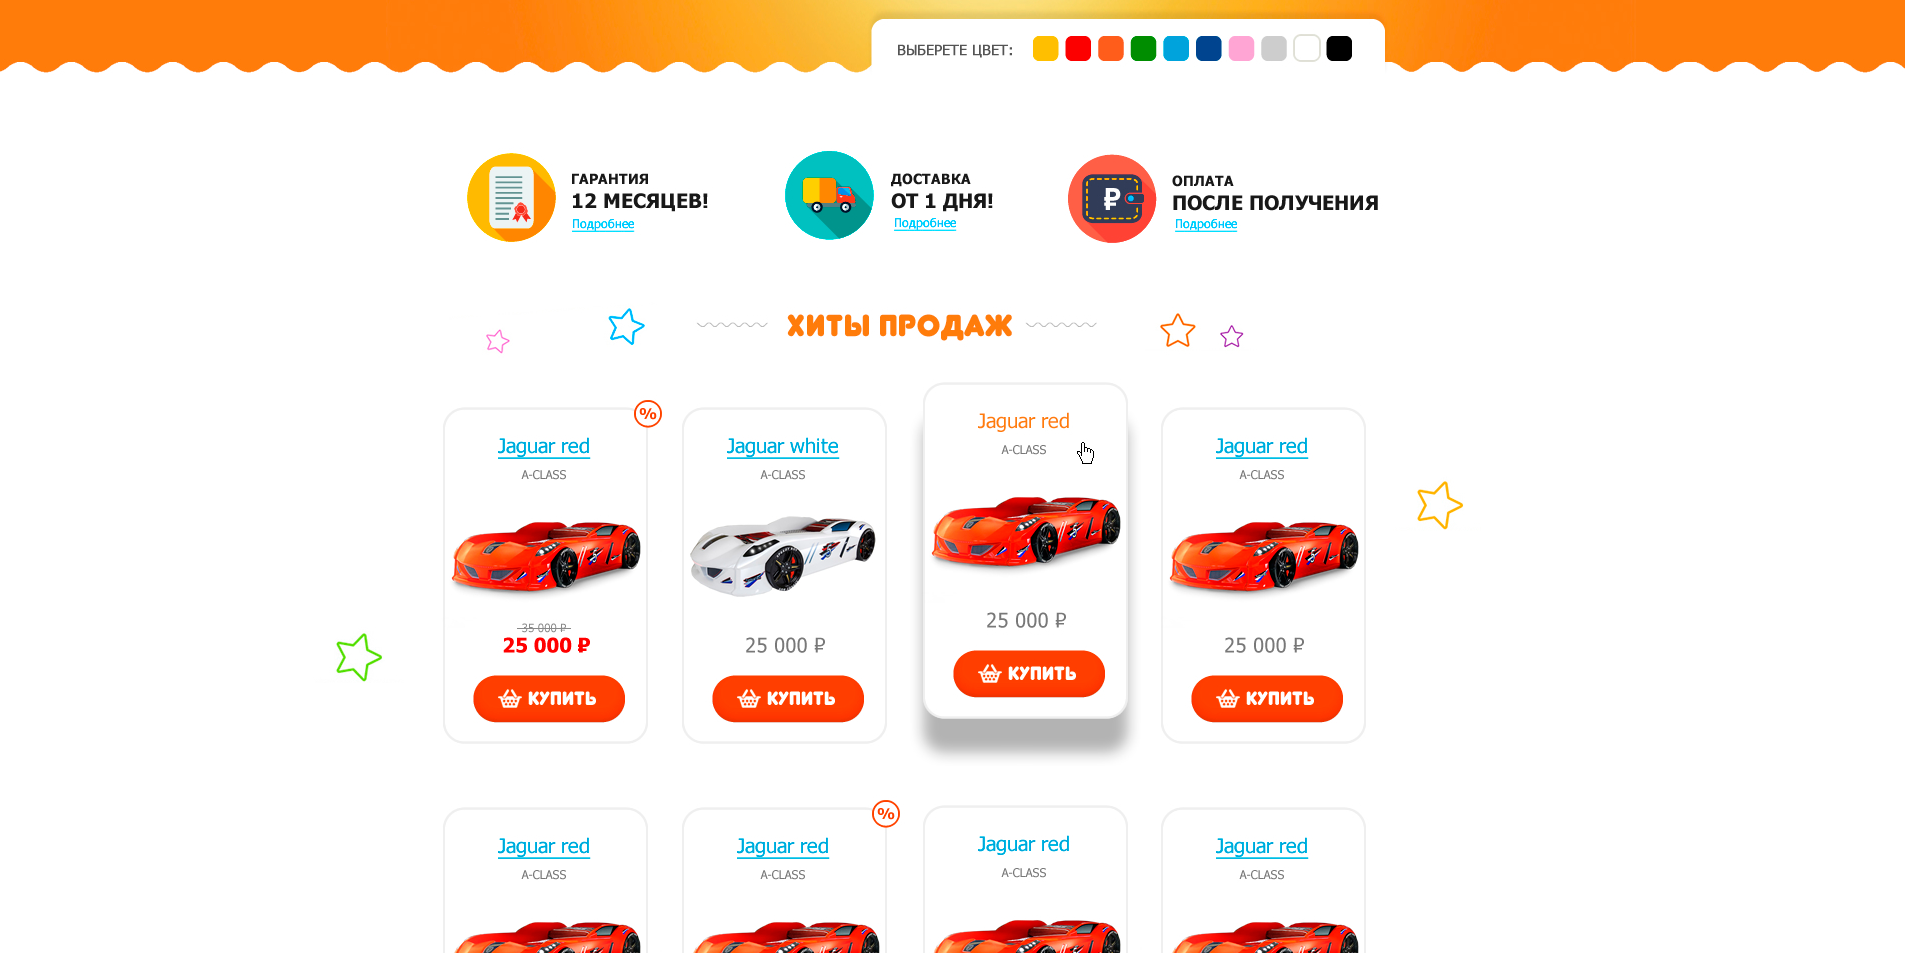 ВЫБЕРЕТЕ ЦВЕТ:
ГАРАНТИЯ
12 МЕСЯЦЕВ!
Подробнее
ДОСТАВКА
ОТ 1 ДНЯ!
Подробнее
ОПЛАТА
ПОСЛЕ ПОЛУЧЕНИЯ
Подробнее
₽
ХИТЫ ПРОДАЖ
%
Jaguar red
A-CLASS
35 000 ₽
25 000 ₽
КУПИТЬ
Jaguar white
A-CLASS
25 000 ₽
КУПИТЬ
Jaguar red
A-CLASS
25 000 ₽
КУПИТЬ
Jaguar red
A-CLASS
25 000 ₽
КУПИТЬ
Jaguar red
A-CLASS
%
Jaguar red
A-CLASS
Jaguar red
A-CLASS
Jaguar red
A-CLASS